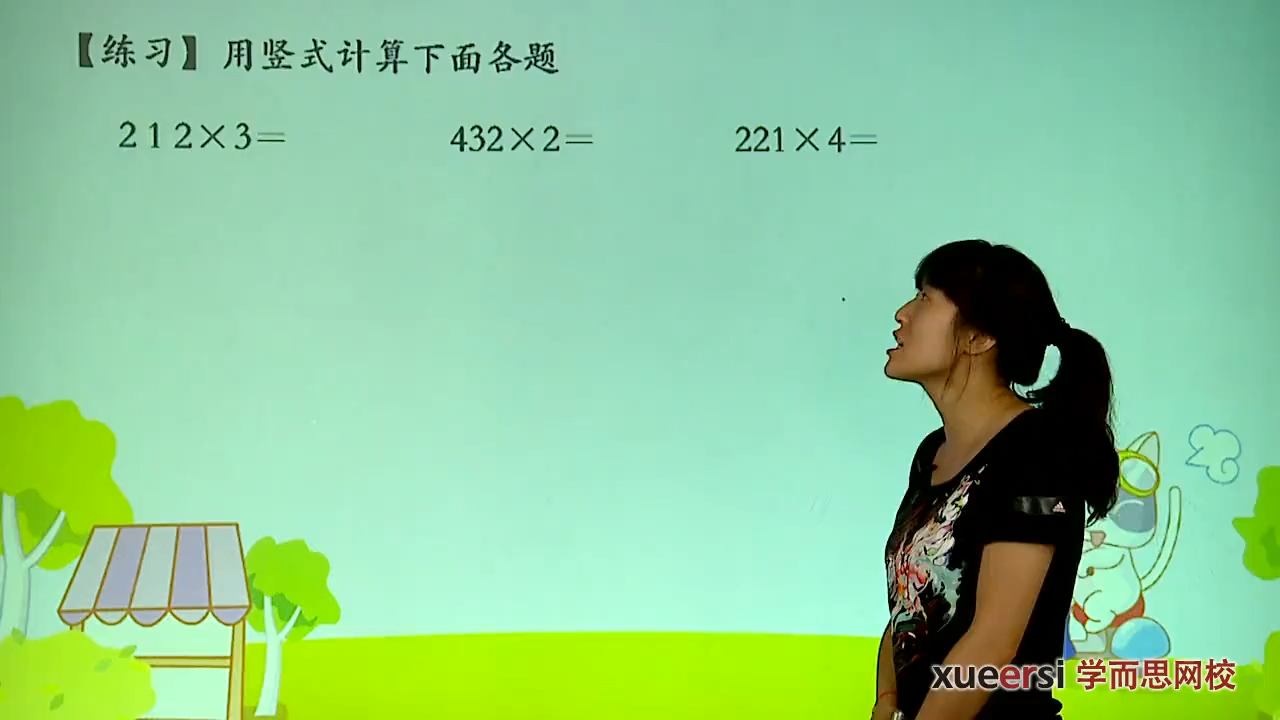 【练习】用竖式计算下面各题
212×3= 432×2= 221×4=
xueersi 学而思网校